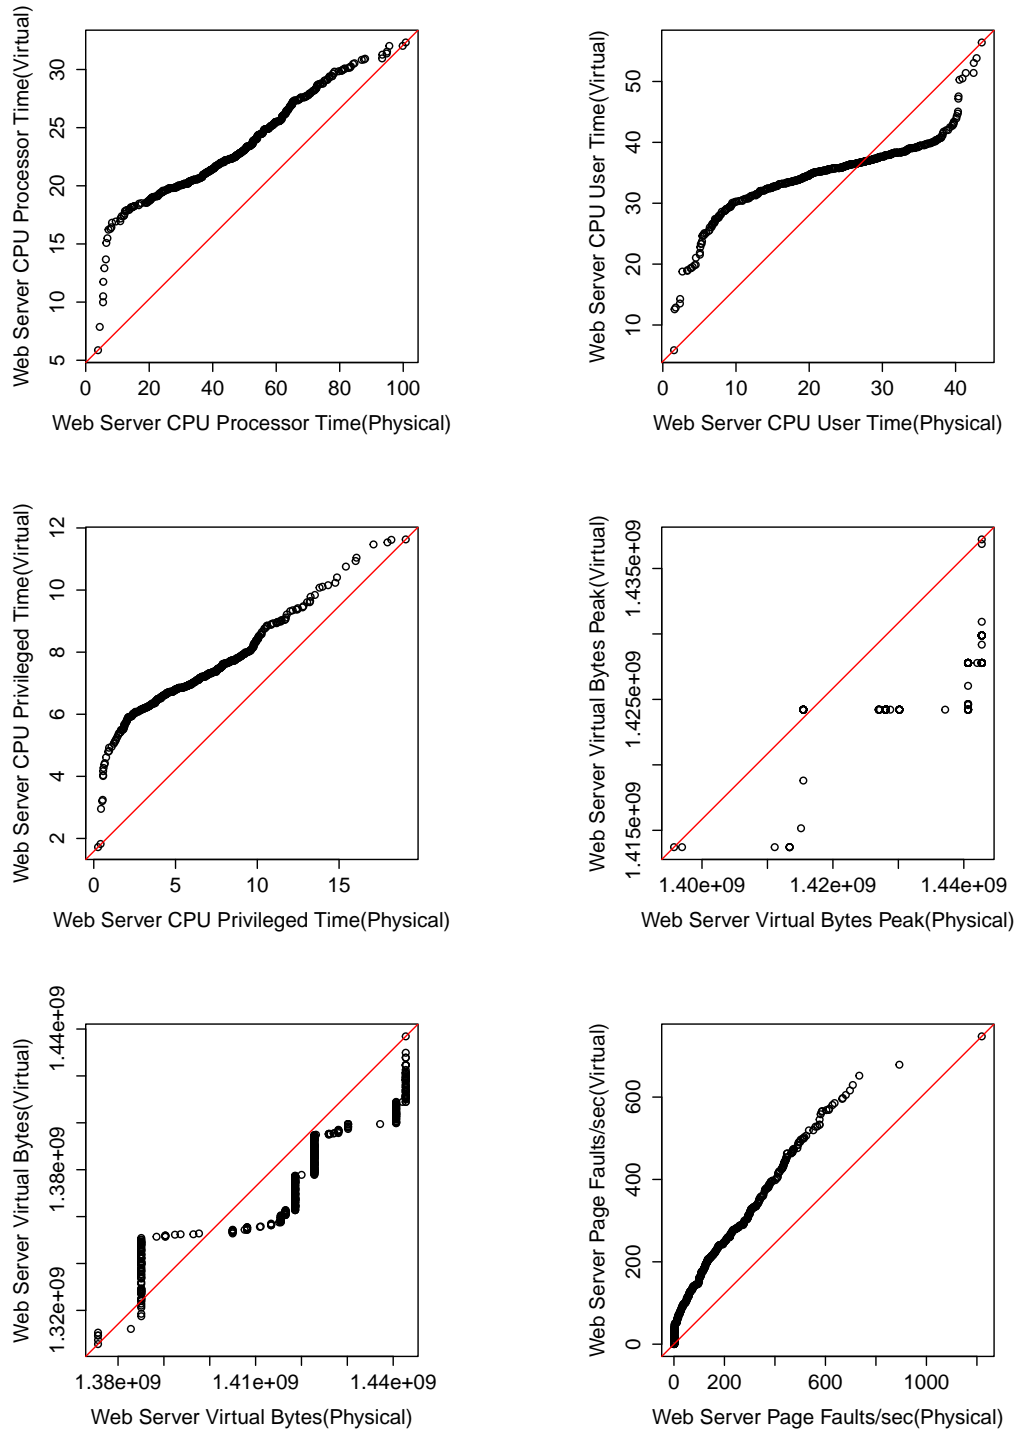 Web Server CPU Processor Time(Virtual)
30
25
20
15
10
5
0 20 40 60 80 100
Web Server CPU Processor Time(Physical)
Web Server CPU User Time(Virtual)
50
40
30
20
10
0 10 20 30 40
Web Server CPU User Time(Physical)
Web Server CPU Privileged Time(Virtual)
12
10
8
6
4
2
0 5 10 15
Web Server CPU Privileged Time(Physical)
Web Server Virtual Bytes Peak(Virtual)
1.435e+09
1.425e+09
1.415e+09
1.40e+09 1.42e+09 1.44e+09
Web Server Virtual Bytes Peak(Physical)
Web Server Virtual Bytes(Virtual)
1.44e+09
1.38e+09
1.32e+09
1.38e+09 1.41e+09 1.44e+09
Web Server Virtual Bytes(Physical)
Web Server Page Faults/sec(Virtual)
600
400
200
0
0 200 600 1000
Web Server Page Faults/sec(Physical)